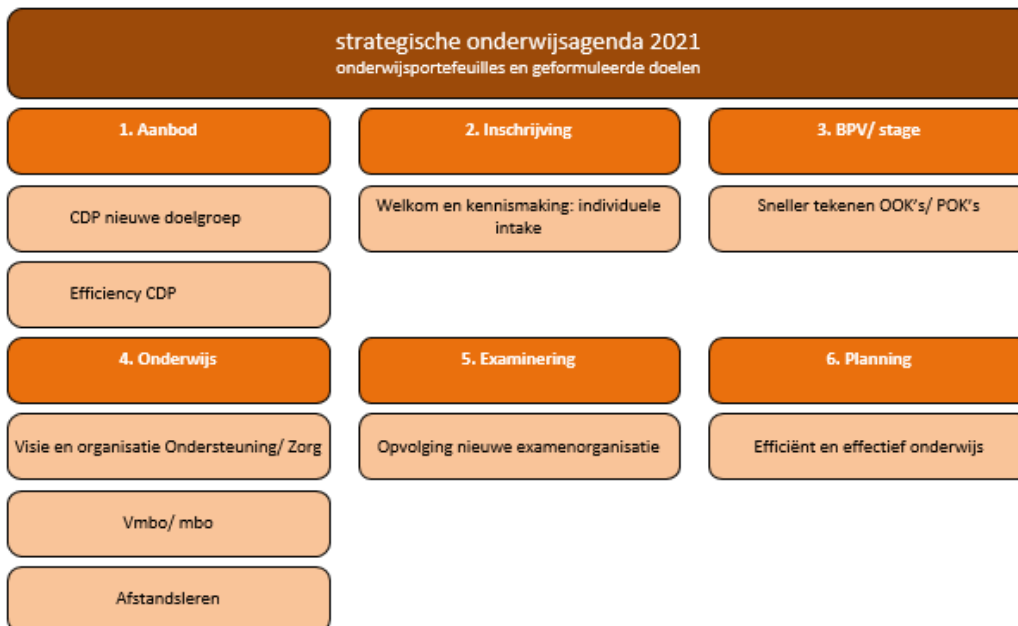 strategische onderwijsagenda 2021
onderwijsportefeuilles en geformuleerde doelen
1. Aanbod
2. Inschrijving
3. BPV/ stage
CDP nieuwe doelgroep
Welkom en kennismaking: individuele
intake
Sneller tekenen OOK's/ POK's
Efficiency CDP
4. Onderwijs
5. Examinering
6. Planning
Visie en organisatie Ondersteuning/ Zorg
Opvolging nieuwe examenorganisatie
Efficiënt en effectief onderwijs
Vmbo/ mbo
Afstandsleren